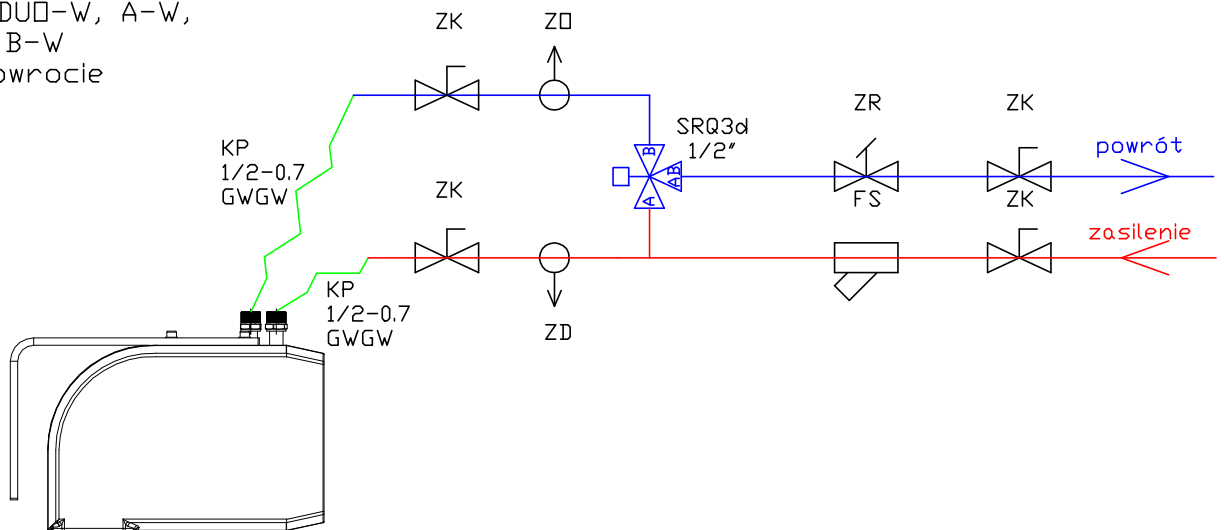 DUO-W, A-W,
B-W
owrocie
ZK
ZO
KP
1/2-0.7
GWGW
SRQ3d
1/2"
B
AB
A
ZR
ZK
powrót
ZK
FS
ZK
zasilenie
KP
1/2-0.7
GWGW
ZD